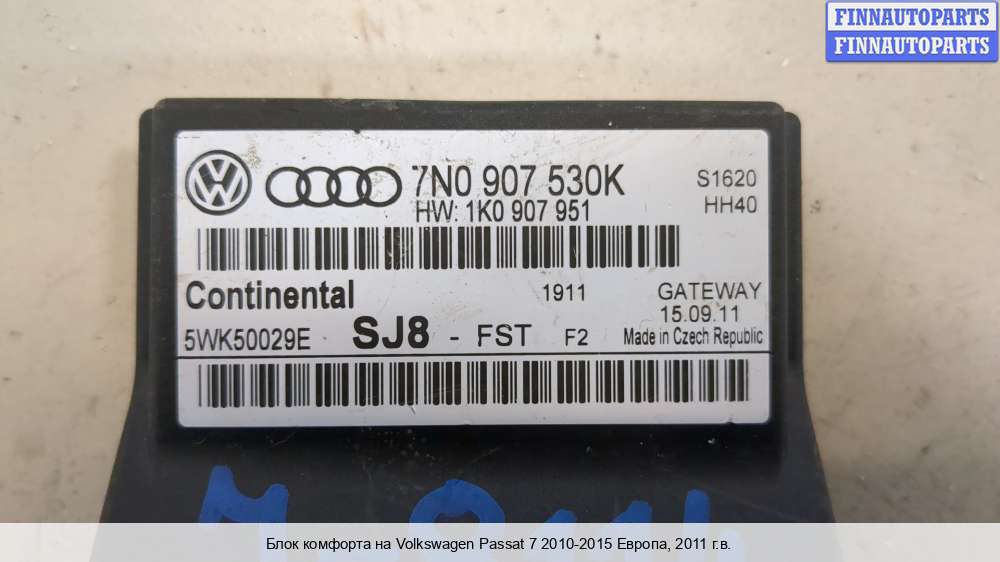 FINNAUTOPARTS
FINNAUTOPARTS
7N0 907 530K
HW: 1K0 907 951
S1620
HH40
Continental
1911
GATEWAY
15.09.11
5WK50029E SJ8 - FST F2 Made in Czech Republic
Блок комфорта на Volkswagen Passat 7 2010-2015 Европа, 2011 г.в.